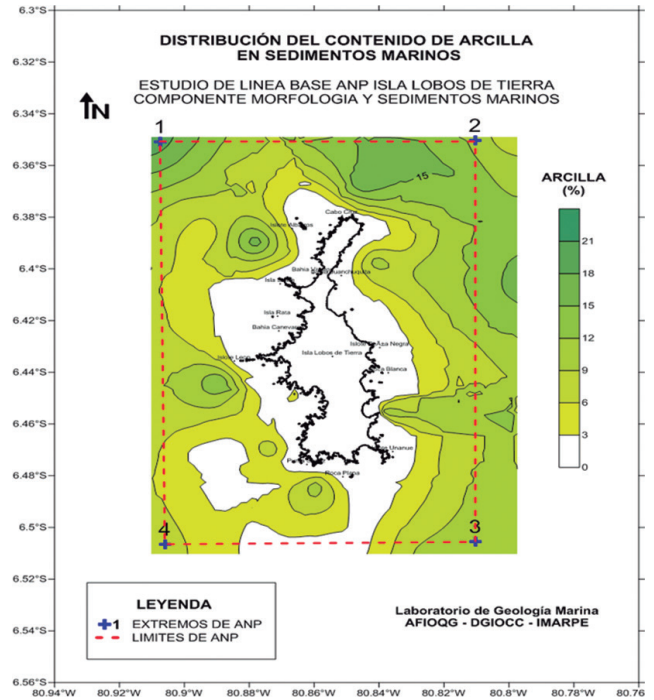 6.3°S
6.32°S
6.34°S
6.36°S
6.38°S
6.4°S
6.42°S
6.44°S
6.46°S
6.48°S
6.5°S
6.52°S
6.54°S
6.56°S
DISTRIBUCIÓN DEL CONTENIDO DE ARCILLA
EN SEDIMENTOS MARINOS
ESTUDIO DE LINEA BASE ANP ISLA LOBOS DE TIERRA
COMPONENTE MORFOLOGIA Y SEDIMENTOS MARINOS
N
1
2
15
Cabo Cruz
Isla Rata
Bahia
Isla Lobos de Tierra
Roca Plana
4
3
ARCILLA
(%)
21
18
15
12
9
6
3
0
LEYENDA
1 EXTREMOS DE ANP
LIMITES DE ANP
Laboratorio de Geología Marina
AFIOQG - DGIOCC - IMARPE
80.94°W 80.92°W 80.9°W 80.88°W 80.86°W 80.84°W 80.82°W 80.8°W 80.78°W 80.76